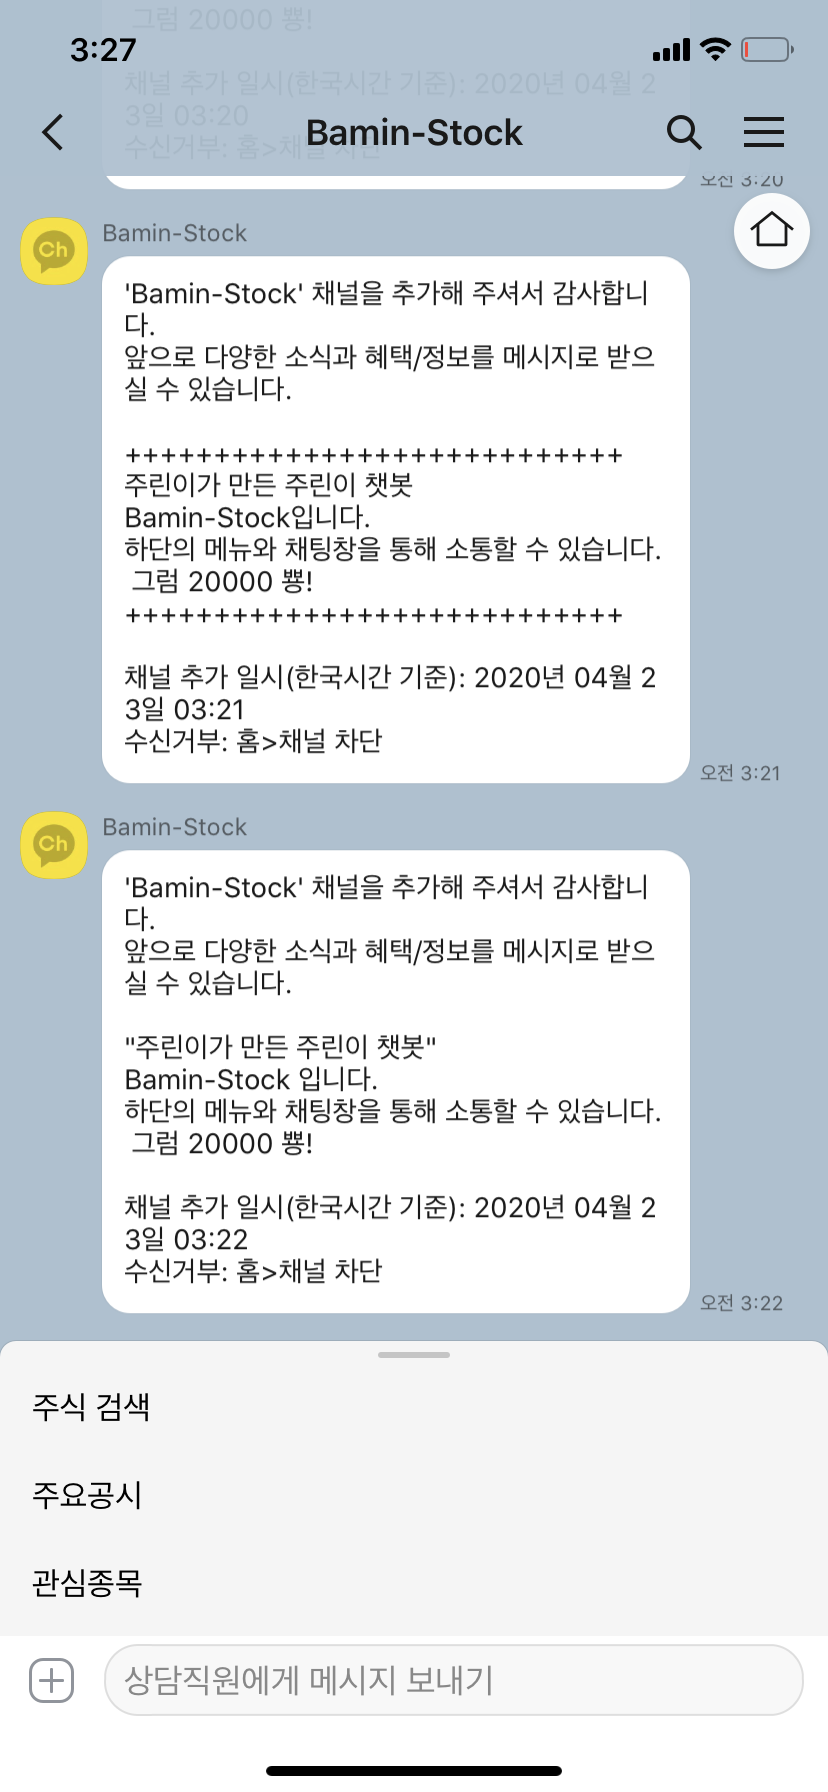 그럼 20000 뿅!
3:27
채널 추가 일시(한국시간 기준): 2020년 04월 2
3일 03:20
Bamin-Stock
수신거부: 홈>채널 차단
오전 3:20
Bamin-Stock
Ch
'Bamin-Stock' 채널을 추가해 주셔서 감사합니
다.
앞으로 다양한 소식과 혜택/정보를 메시지로 받으
실 수 있습니다.
++++++++++++++++++++++++++++
주린이가 만든 주린이 챗봇
Bamin-Stock입니다.
하단의 메뉴와 채팅창을 통해 소통할 수 있습니다.
그럼 20000 뿅!
++++++++++++++++++++++++++++
채널 추가 일시(한국시간 기준): 2020년 04월 2
3일 03:21
수신거부: 홈>채널 차단
오전 3:21
Bamin-Stock
Ch
'Bamin-Stock' 채널을 추가해 주셔서 감사합니
다.
앞으로 다양한 소식과 혜택/정보를 메시지로 받으
실 수 있습니다.
"주린이가 만든 주린이 챗봇"
Bamin-Stock 입니다.
하단의 메뉴와 채팅창을 통해 소통할 수 있습니다.
그럼 20000 뿅!
채널 추가 일시(한국시간 기준): 2020년 04월 2
3일 03:22
수신거부: 홈>채널 차단
오전 3:22
주식 검색
주요공시
관심종목
상담직원에게 메시지 보내기